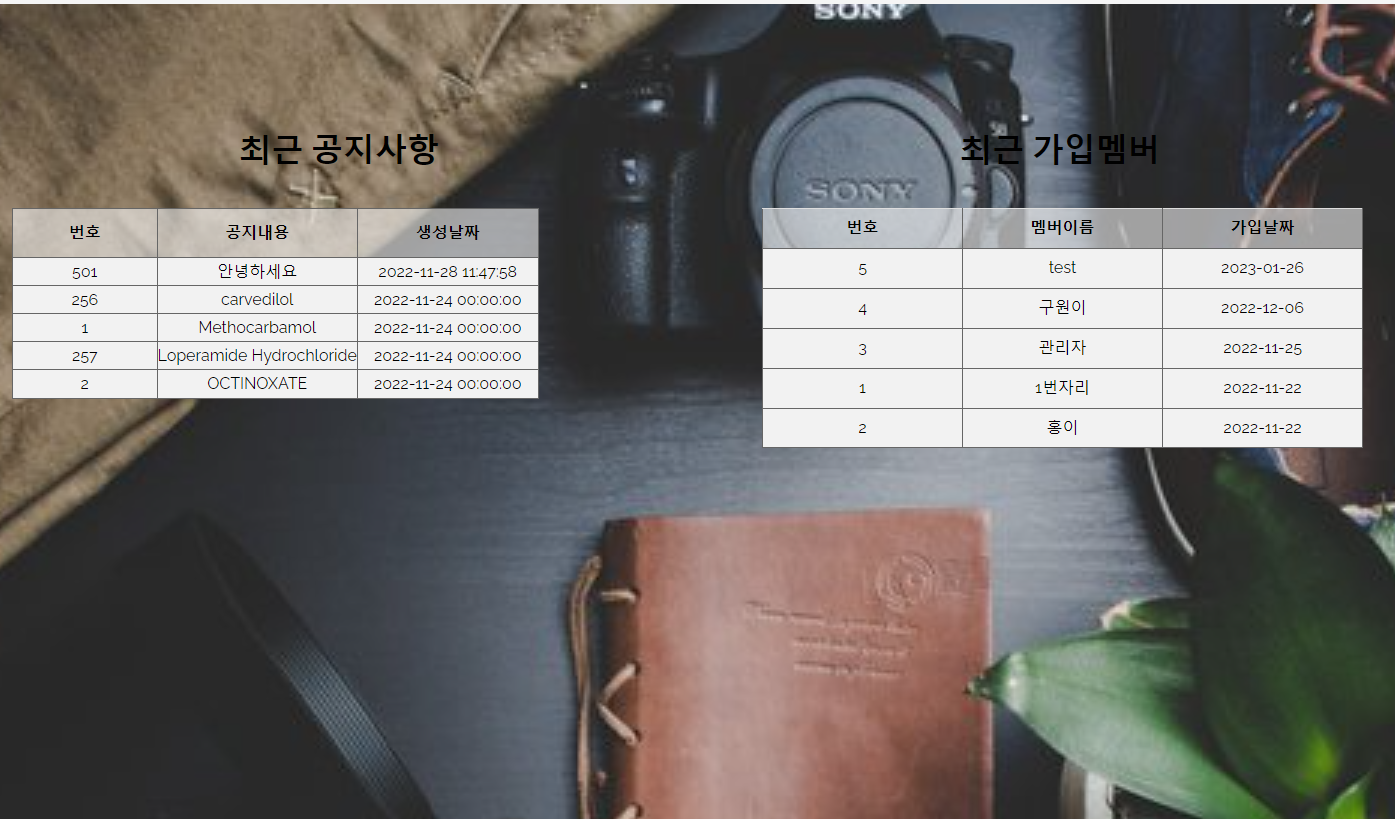 SONY
최근 공지사항
최근 가입멤버
SONY
번호 공지내용 생성날짜
501 안녕하세요 2022-11-28 11:47:58
256 carvedilol 2022-11-24 00:00:00
1 Methocarbamol 2022-11-24 00:00:00
257 Loperamide Hydrochloride 2022-11-24 00:00:00
2 OCTINOXATE 2022-11-24 00:00:00
번호 멤버이름 가입날짜
5 test 2023-01-26
4 구원이 2022-12-06
3 관리자 2022-11-25
1 1번자리 2022-11-22
2 홍이 2022-11-22